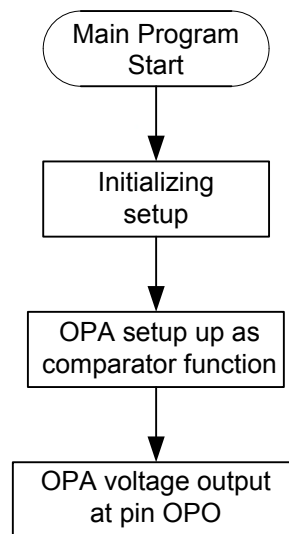 Main Program
Start
Initializing
setup
OPA setup up as
comparator function
OPA voltage output
at pin OPO